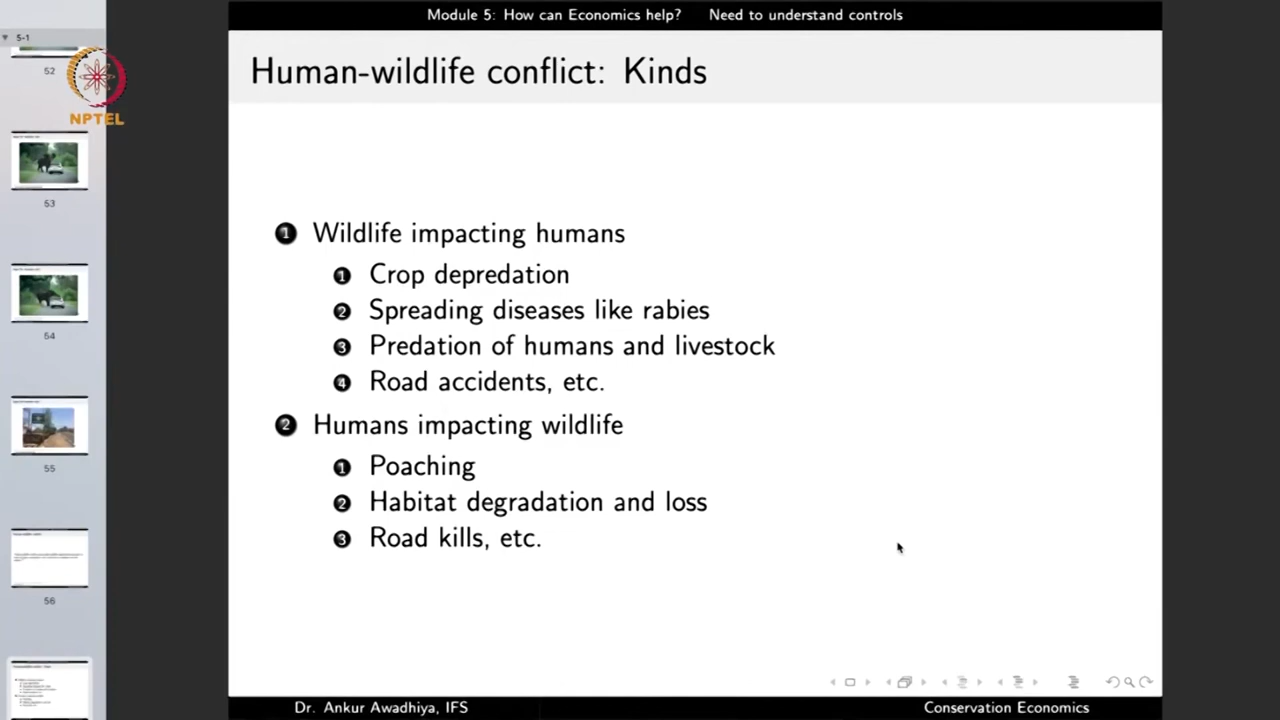 Module 5: How can Economics help? Need to understand controls
5-1
Human-wildlife conflict: Kinds
52
NPTEL
53
54
55
56
1 Wildlife impacting humans
1 Crop depredation
2 Spreading diseases like rabies
3 Predation of humans and livestock
4 Road accidents, etc.
2 Humans impacting wildlife
1 Poaching
2 Habitat degradation and loss
3 Road kills, etc.
Dr. Ankur Awadhiya, IFS Conservation Economics